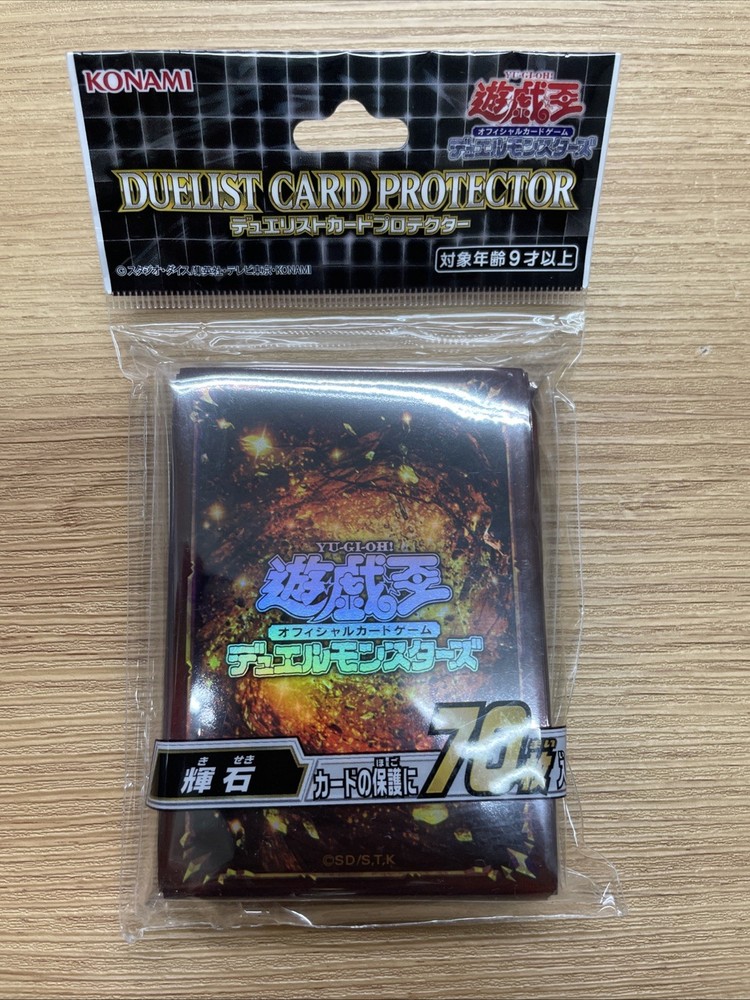 KONAMI
YU-GI-OH!
遊戯王
オフィシャルカードゲーム
デュエルモンスターズ
DUELIST CARD PROTECTOR
デュエリストカードプロテクター
対象年齢9才以上
©スタジオ・ダイス/集英社・テレビ東京・KONAMI
YU-GI-OH!
遊戯王
オフィシャルカードゲーム
デュエルモンスターズ
き せき
輝石
ほご
カードの保護に
70枚
©SD/S,T,K